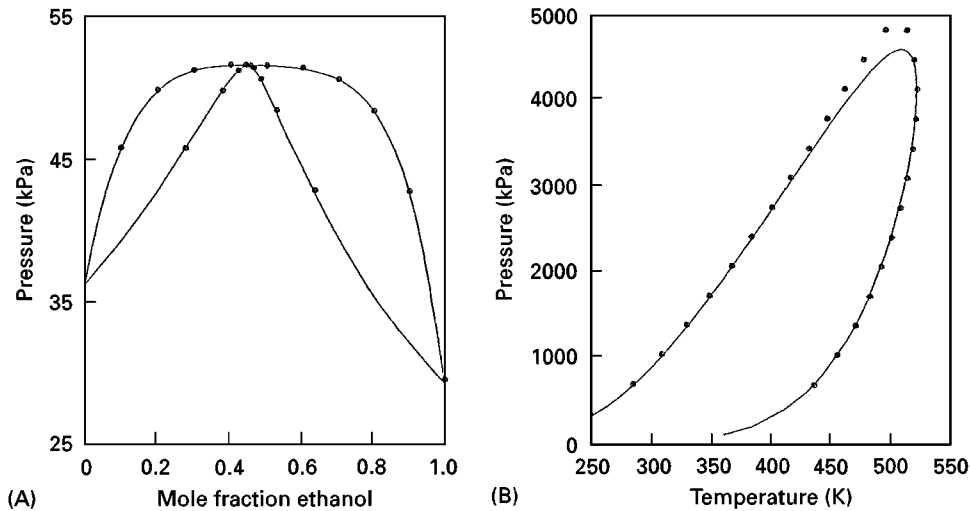 55
45
35
25
Pressure (kPa)
0 0.2 0.4 0.6 0.8 1.0
(A) Mole fraction ethanol
5000
4000
3000
2000
1000
0
Pressure (kPa)
250 300 350 400 450 500 550
(B) Temperature (K)